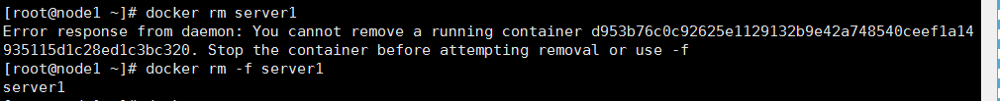 [root@node1 ~]# docker rm server1
Error response from daemon: You cannot remove a running container d953b76c0c92625e1129132b9e42a748540ceef1a14
935115d1c28ed1c3bc320. Stop the container before attempting removal or use -f
[root@node1 ~]# docker rm -f server1
server1